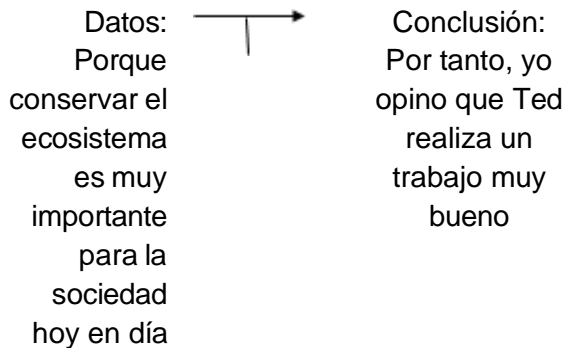 Datos:
Porque
conservar el
ecosistema
es muy
importante
para la
sociedad
hoy en día
Conclusión:
Por tanto, yo
opino que Ted
realiza un
trabajo muy
bueno